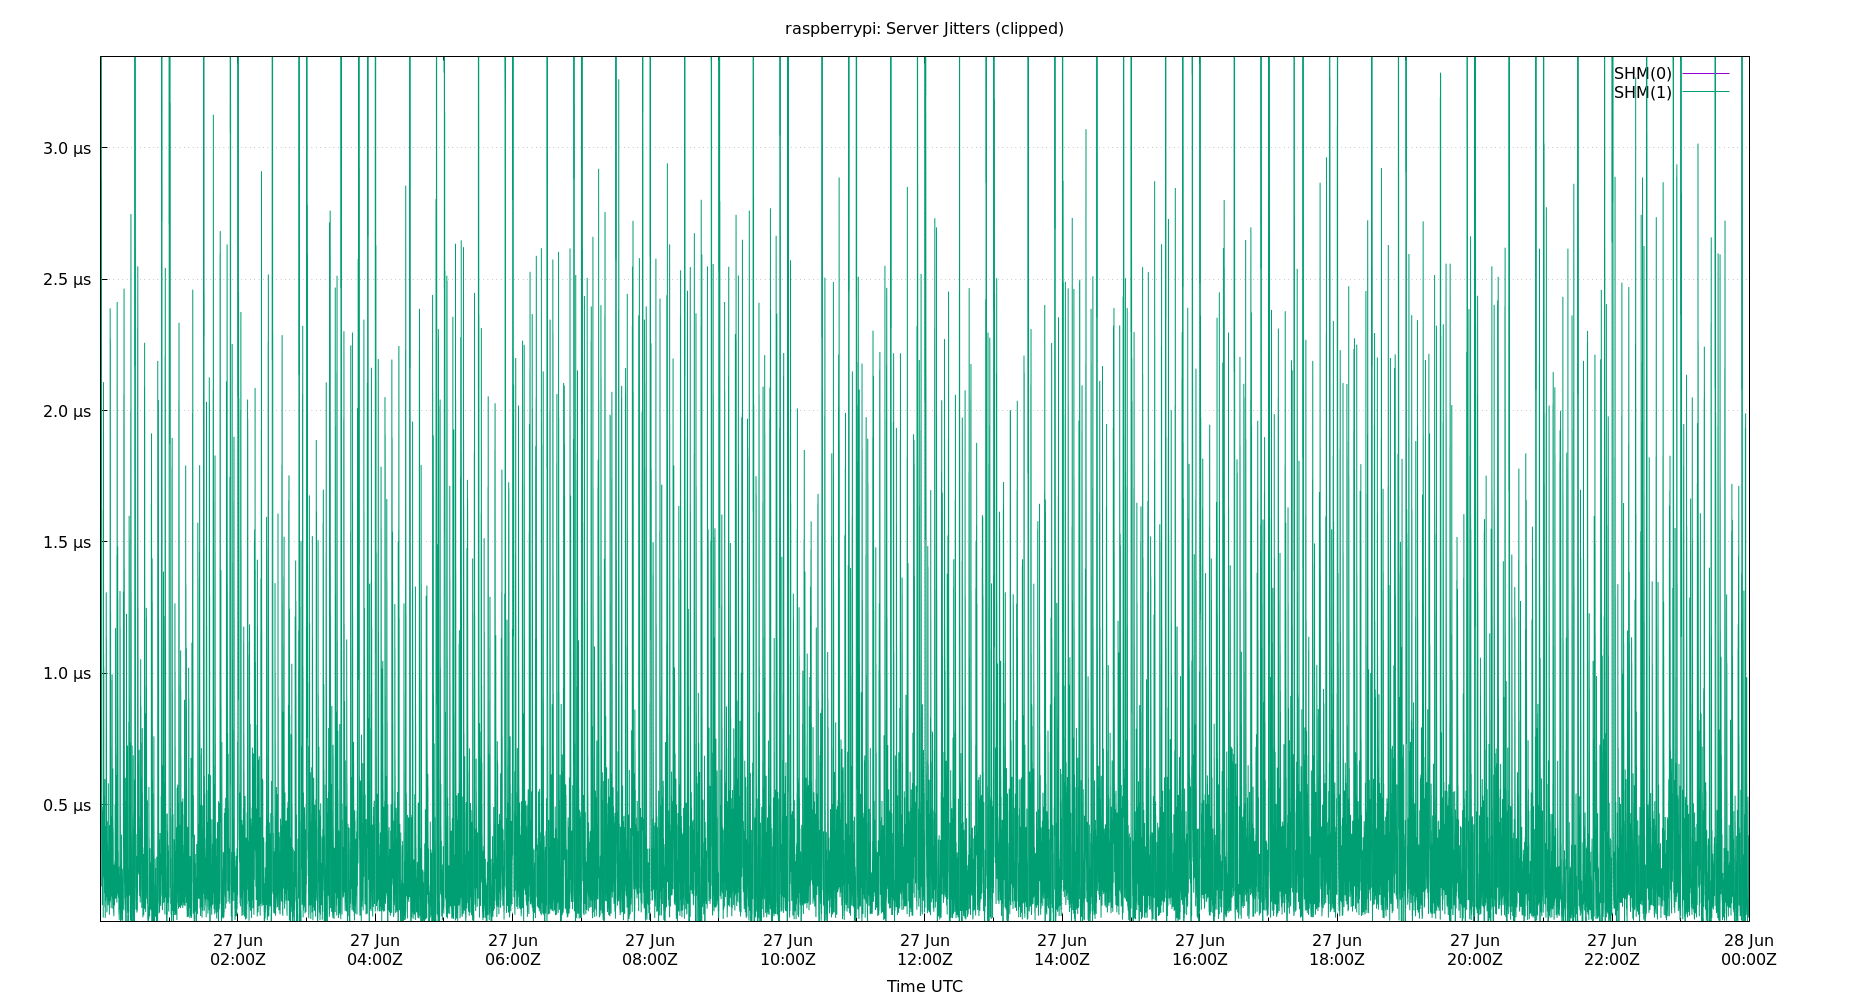 raspberrypi: Server Jitters (clipped)
SHM(0)
SHM(1)
3.0 µs
2.5 µs
2.0 µs
1.5 µs
1.0 µs
0.5 µs
27 Jun 27 Jun 27 Jun 27 Jun 27 Jun 27 Jun 27 Jun 27 Jun 27 Jun 27 Jun 27 Jun 28 Jun
02:00Z 04:00Z 06:00Z 08:00Z 10:00Z 12:00Z 14:00Z 16:00Z 18:00Z 20:00Z 22:00Z 00:00Z
Time UTC